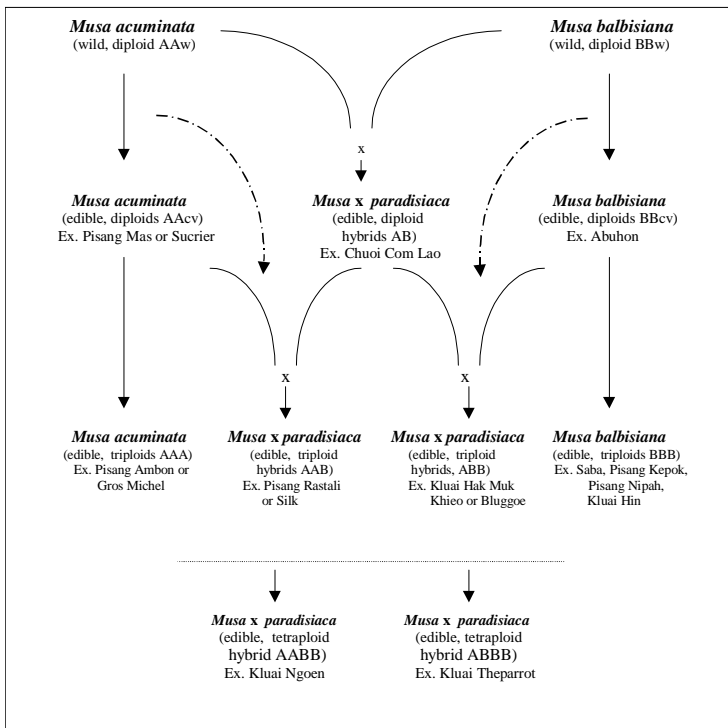 Musa acuminata
(wild, diploid AAw)
Musa balbisiana
(wild, diploid BBw)
x
Musa acuminata
(edible, diploids AAcv)
Ex. Pisang Mas or Sucrier
Musa x paradisiaca
(edible, diploid
hybrids AB)
Ex. Chuoi Com Lao
Musa balbisiana
(edible, diploids BBcv)
Ex. Abuhon
x
x
Musa acuminata
(edible, triploids AAA)
Ex. Pisang Ambon or
Gros Michel
Musa x paradisiaca
(edible, triploid
hybrids AAB)
Ex. Pisang Rastali
or Silk
Musa x paradisiaca
(edible, triploid
hybrids, ABB)
Ex. Kluai Hak Muk
Khieo or Bluggoe
Musa balbisiana
(edible, triploids BBB)
Ex. Saba, Pisang Kepok,
Pisang Nipah,
Kluai Hin
Musa x paradisiaca
(edible, tetraploid
hybrid AABB)
Ex. Kluai Ngoen
Musa x paradisiaca
(edible, tetraploid
hybrid ABBB)
Ex. Kluai Theparrot